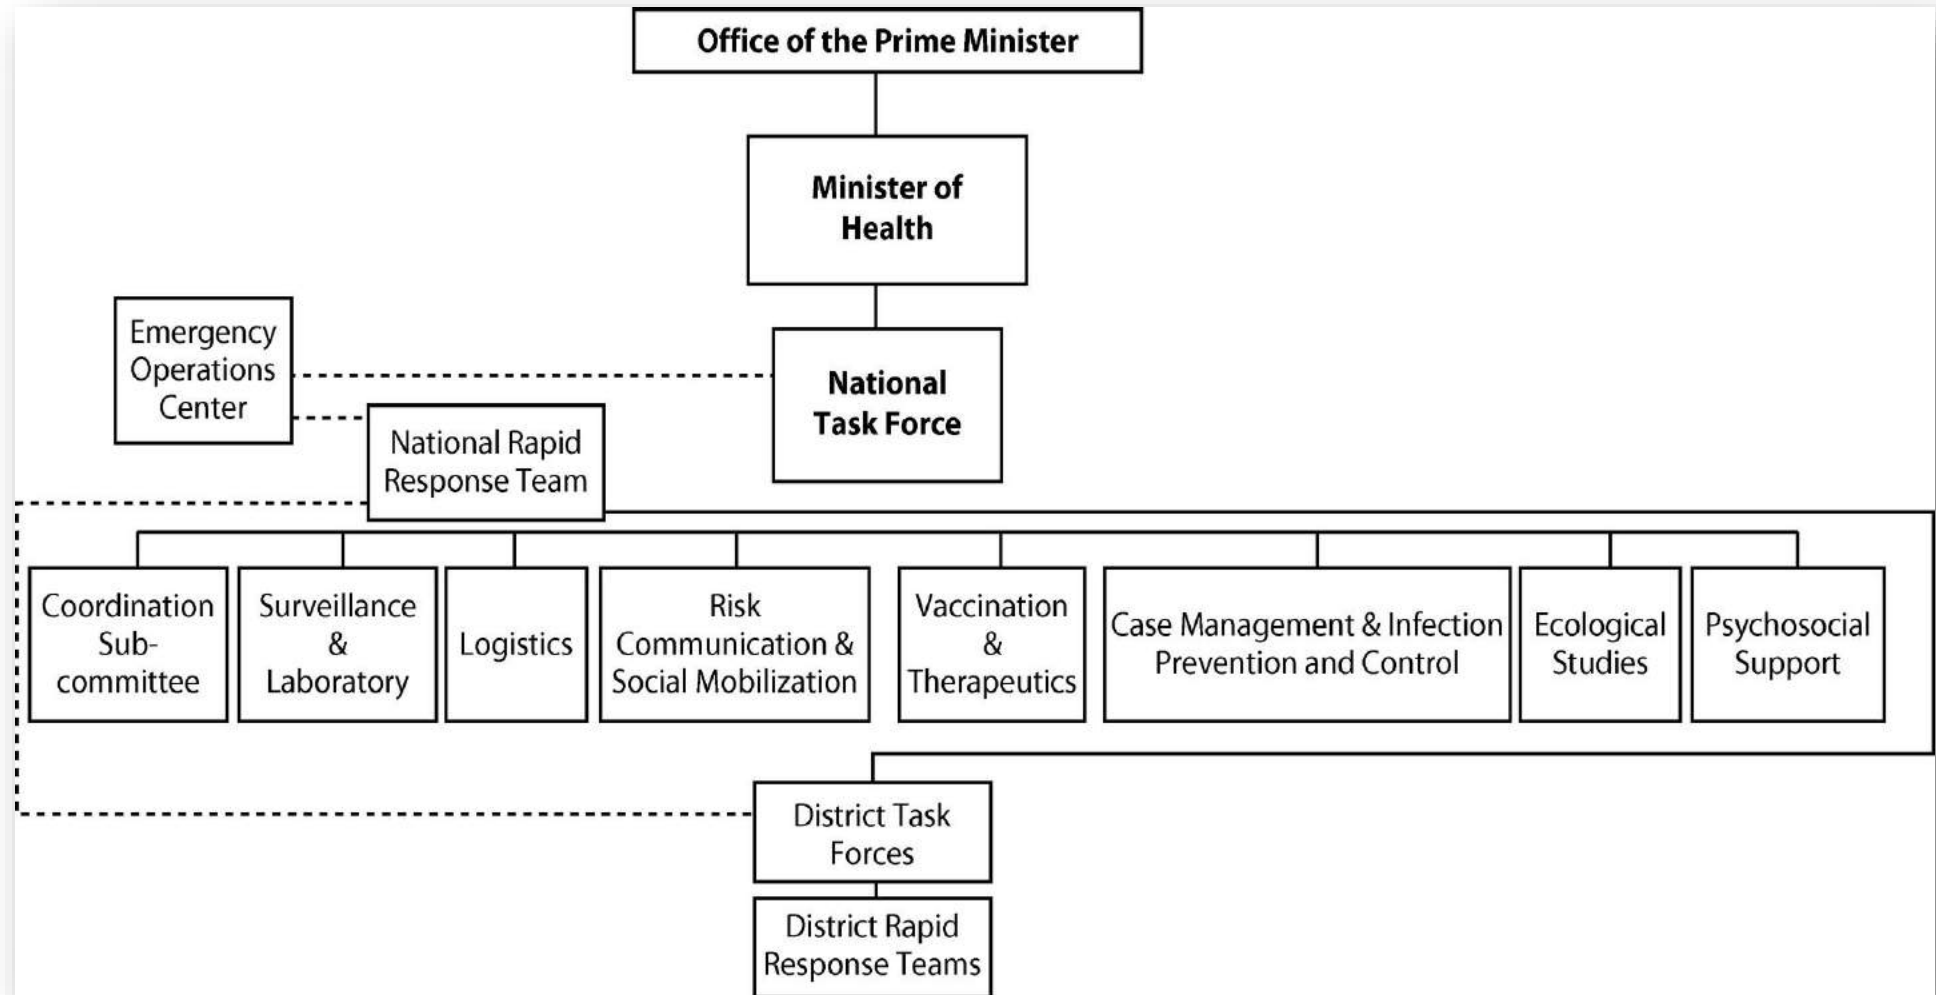 Office of the Prime Minister
Minister of
Health
Emergency
Operations
Center
National
Task Force
National Rapid
Response Team
Coordination
Sub-
committee
Surveillance
&
Laboratory
Logistics
Risk
Communication &
Social Mobilization
Vaccination
&
Therapeutics
Case Management & Infection
Prevention and Control
Ecological
Studies
Psychosocial
Support
District Task
Forces
District Rapid
Response Teams